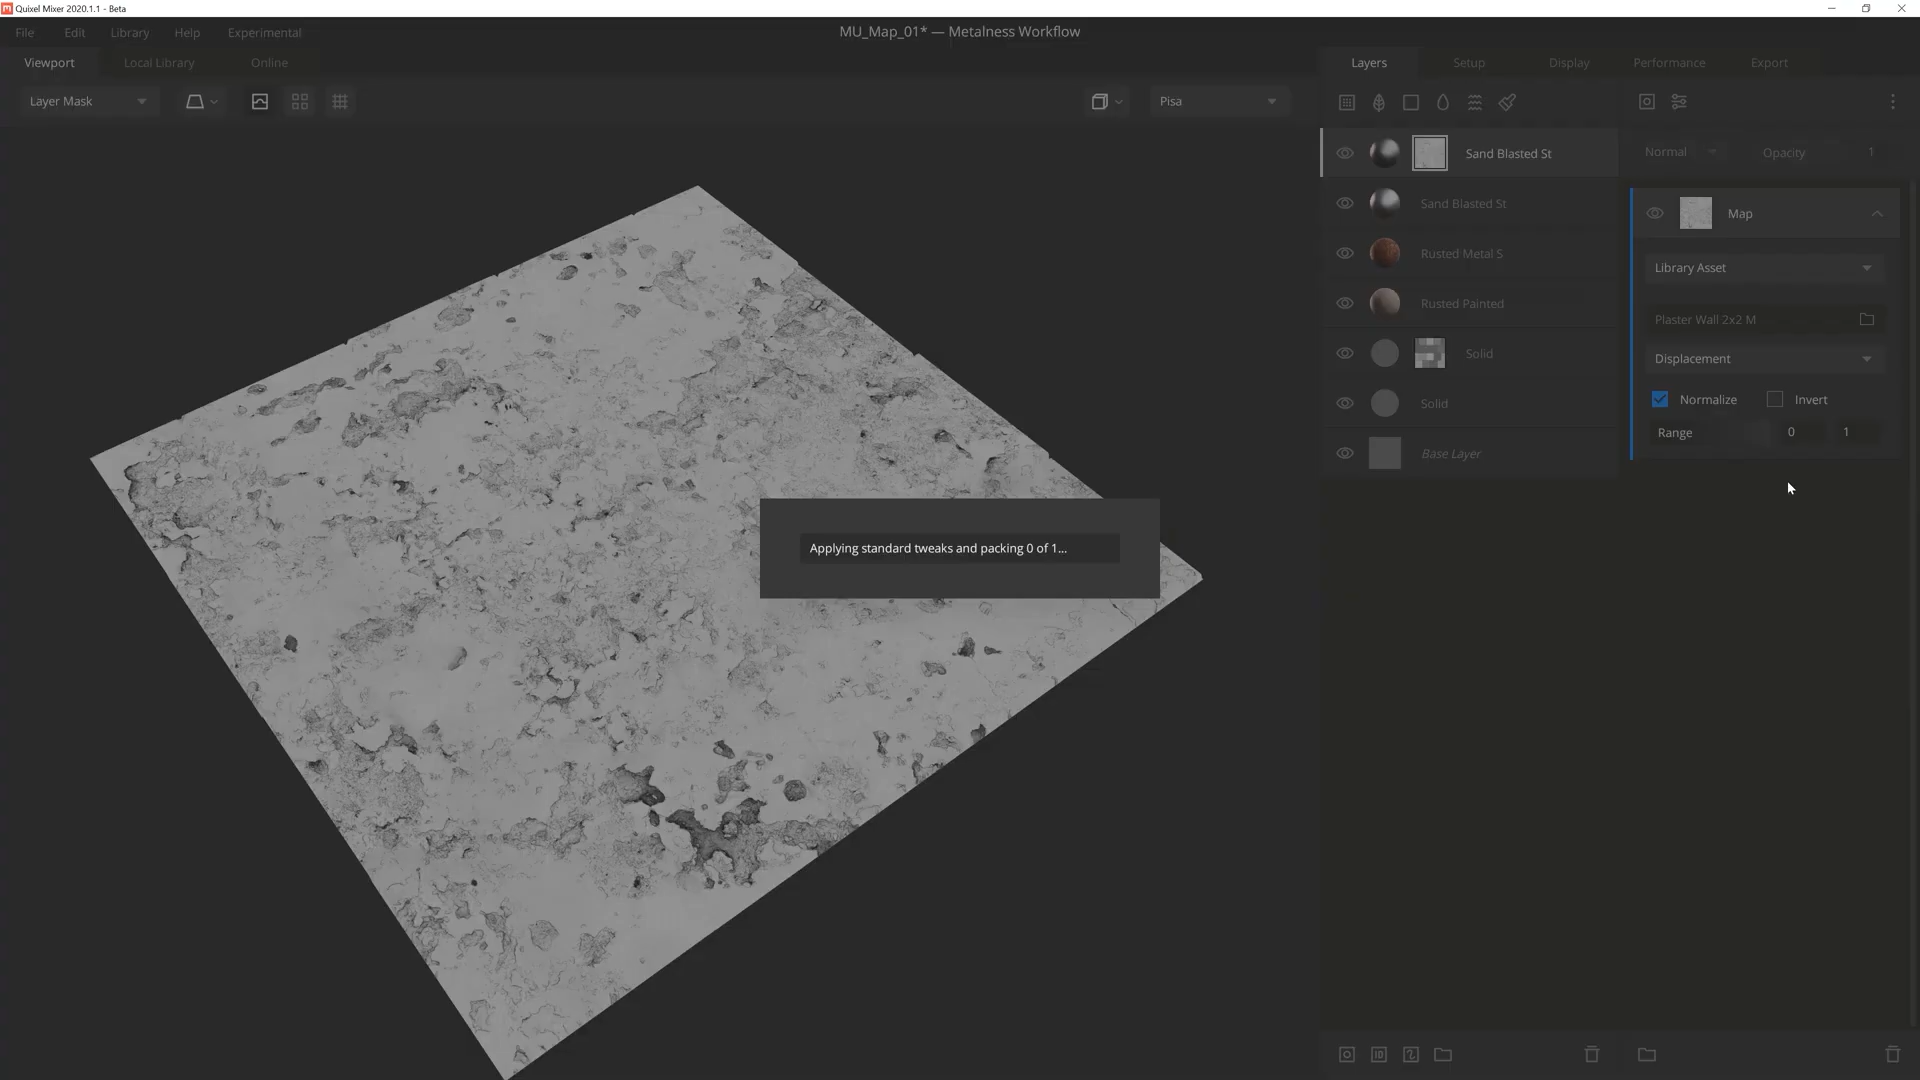 Quixel Mixer 2020.1.1 - Beta
File Edit Library Help Experimental
MU_Map_01* — Metalness Workflow
Viewport Local Library Online
Layers Setup Display Performance Export
Layer Mask
Pisa
Sand Blasted St
Normal Opacity 1
Sand Blasted St
Map
Rusted Metal S
Library Asset
Rusted Painted
Plaster Wall 2x2 M
Solid
Displacement
Solid
Normalize Invert
Range 0 1
Base Layer
Applying standard tweaks and packing 0 of 1...